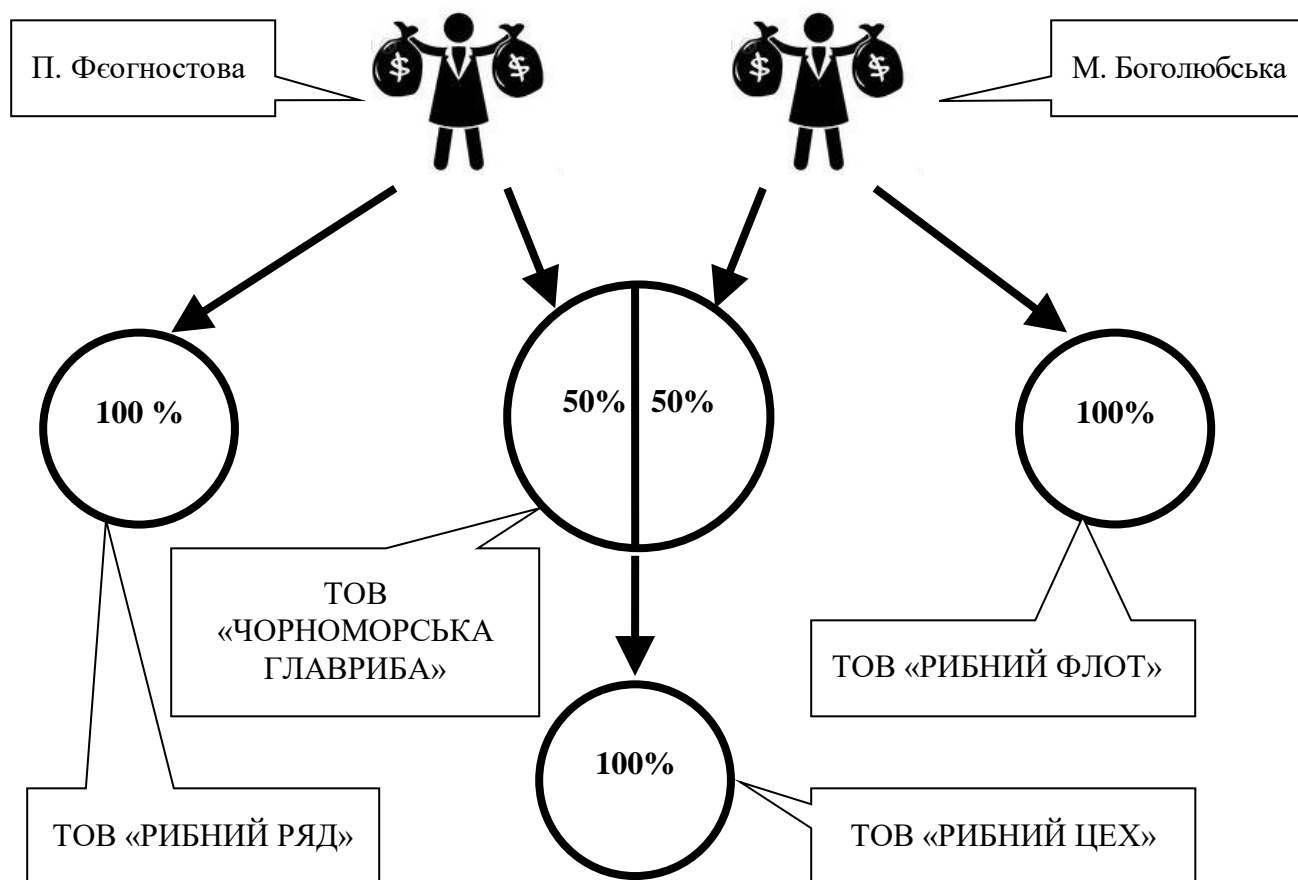 П. Фєогностова
М. Боголюбська
$ $
$ $
100 %
50% 50%
100%
ТОВ
«ЧОРНОМОРСЬКА
ГЛАВРИБА»
ТОВ «РИБНИЙ ФЛОТ»
100%
ТОВ «РИБНИЙ РЯД»
ТОВ «РИБНИЙ ЦЕХ»